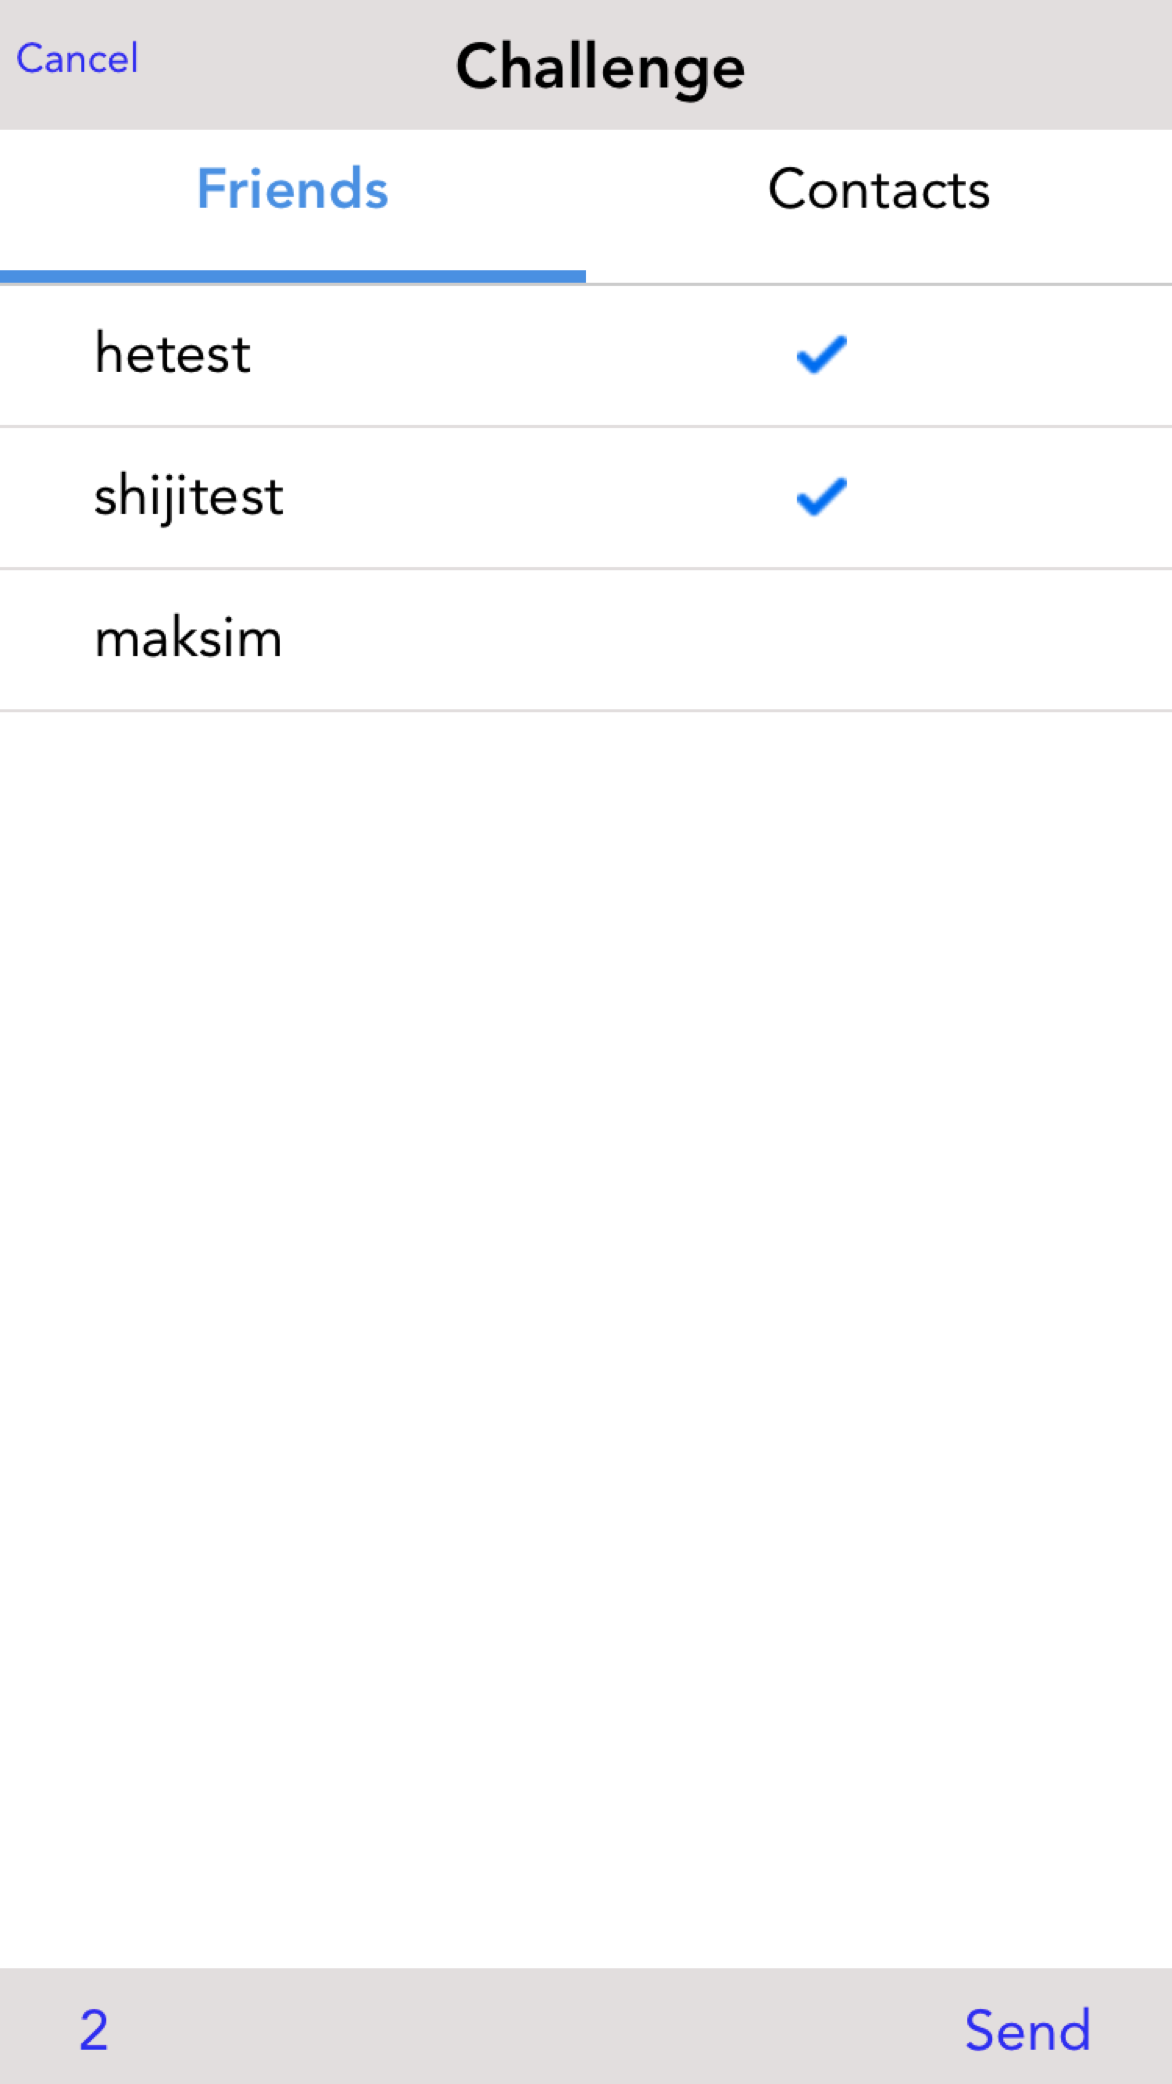 Cancel Challenge
Friends Contacts
hetest
shijitest
maksim
2 Send